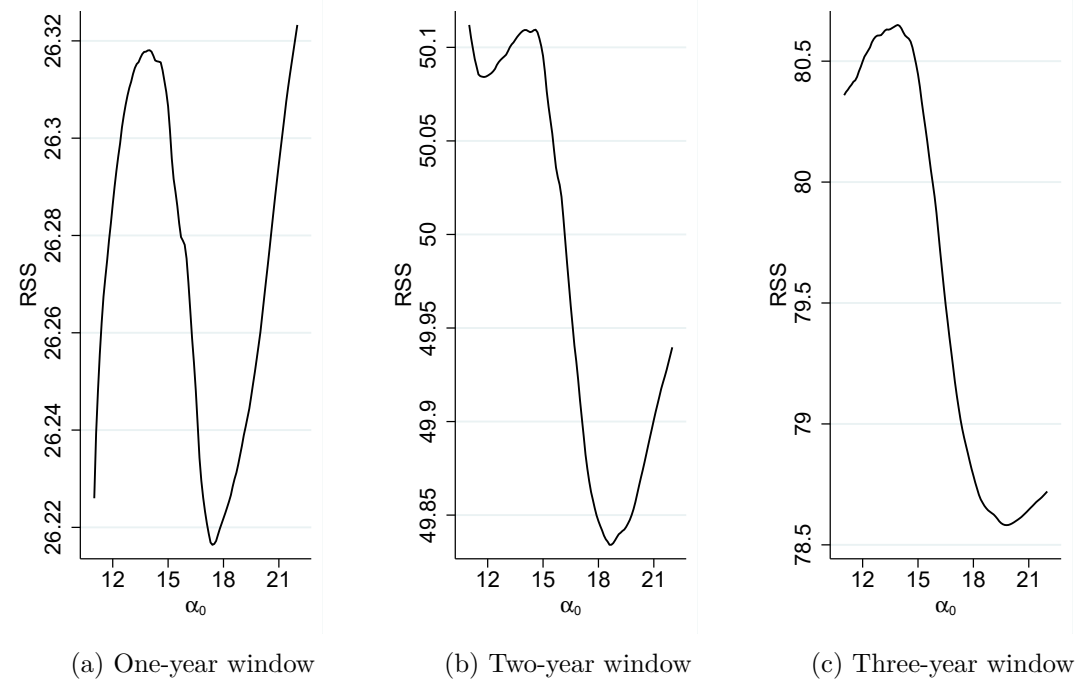 26.32
26.3
26.28
26.26
26.24
26.22
RSS
12 15 18 21
α₀
(a) One-year window
50.1
50.05
50
49.95
49.9
49.85
RSS
12 15 18 21
α₀
(b) Two-year window
80.5
80
79.5
79
78.5
RSS
12 15 18 21
α₀
(c) Three-year window